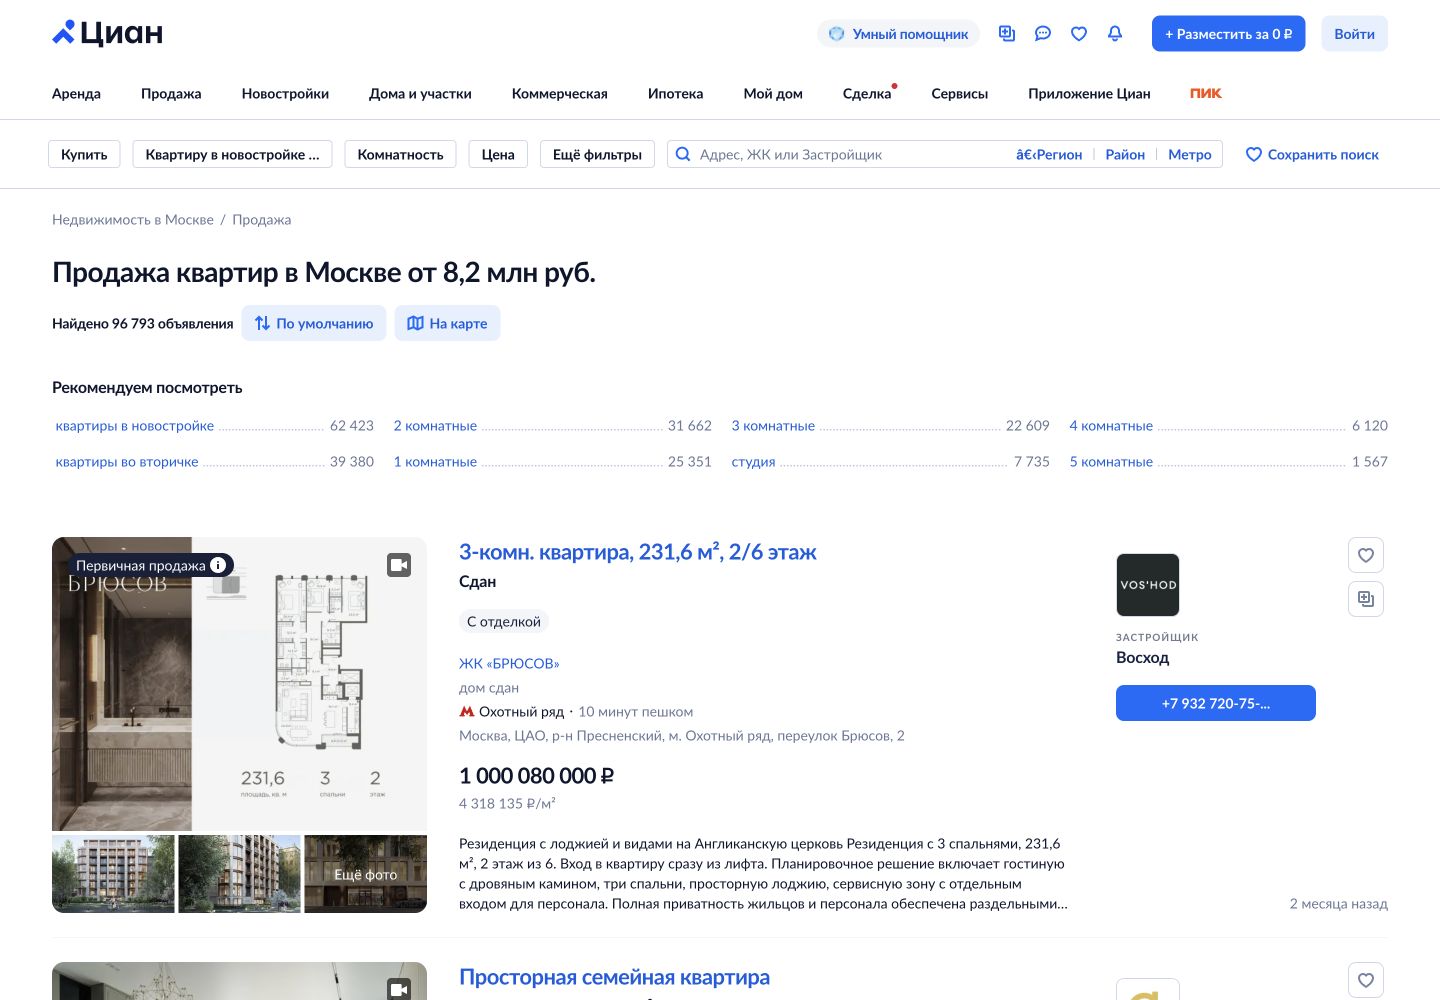 Циан
Умный помощник
+ Разместить за 0 ₽
Войти
Аренда
Продажа
Новостройки
Дома и участки
Коммерческая
Ипотека
Мой дом
Сделка
Сервисы
Приложение Циан
ПИК
Купить
Квартиру в новостройке ...
Комнатность
Цена
Ещё фильтры
Адрес, ЖК или Застройщик
â€‹Регион
Район
Метро
Сохранить поиск
Недвижимость в Москве / Продажа
Продажа квартир в Москве от 8,2 млн руб.
Найдено 96 793 объявления
По умолчанию
На карте
Рекомендуем посмотреть
квартиры в новостройке 62 423
2 комнатные 31 662
3 комнатные 22 609
4 комнатные 6 120
квартиры во вторичке 39 380
1 комнатные 25 351
студия 7 735
5 комнатные 1 567
Первичная продажа
БРЮСОВ
231,6 3 2
площадь, кв. м спальни этаж
Ещё фото
3-комн. квартира, 231,6 м², 2/6 этаж
Сдан
С отделкой
ЖК «БРЮСОВ»
дом сдан
Охотный ряд · 10 минут пешком
Москва, ЦАО, р-н Пресненский, м. Охотный ряд, переулок Брюсов, 2
1 000 080 000 ₽
4 318 135 ₽/м²
Резиденция с лоджией и видами на Англиканскую церковь Резиденция с 3 спальнями, 231,6
м², 2 этаж из 6. Вход в квартиру сразу из лифта. Планировочное решение включает гостиную
с дровяным камином, три спальни, просторную лоджию, сервисную зону с отдельным
входом для персонала. Полная приватность жильцов и персонала обеспечена раздельными...
VOS'HOD
ЗАСТРОЙЩИК
Восход
+7 932 720-75-...
2 месяца назад
Просторная семейная квартира